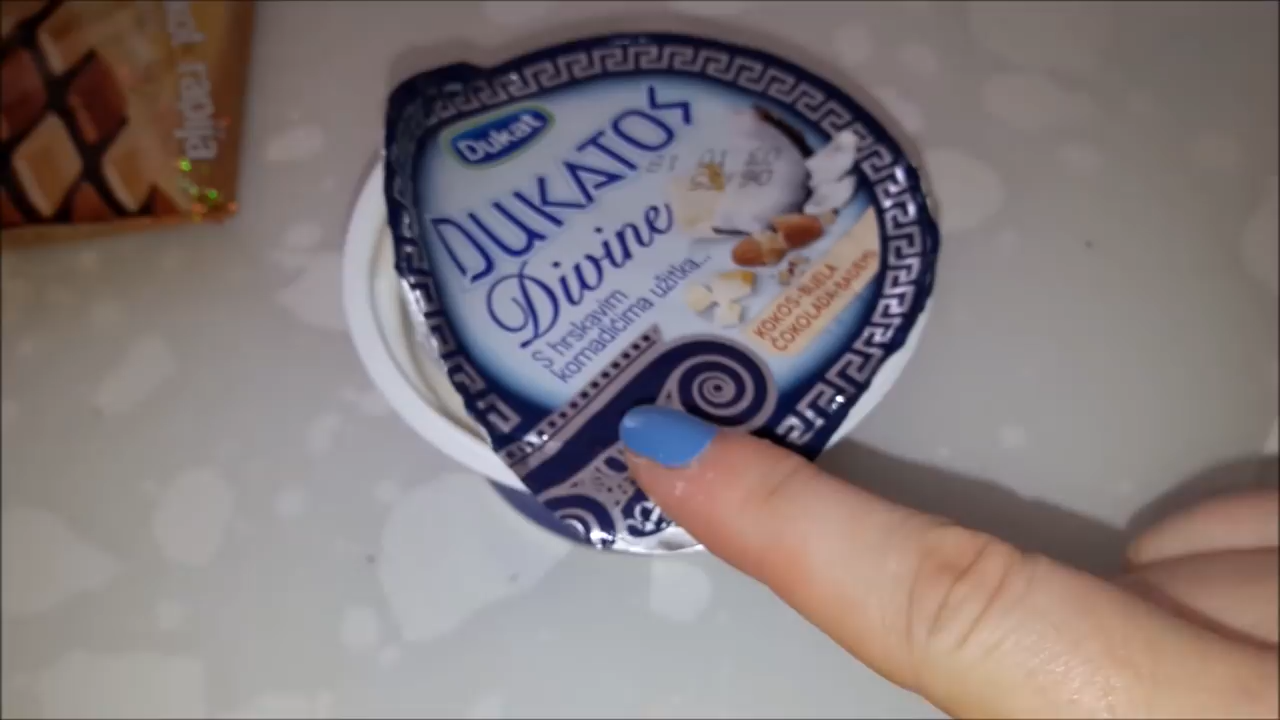 Dukat
DUKATOS
Divine
S hrskavim
komadićima užitka...
KOKOS-BIJELA
ČOKOLADA-BADEM